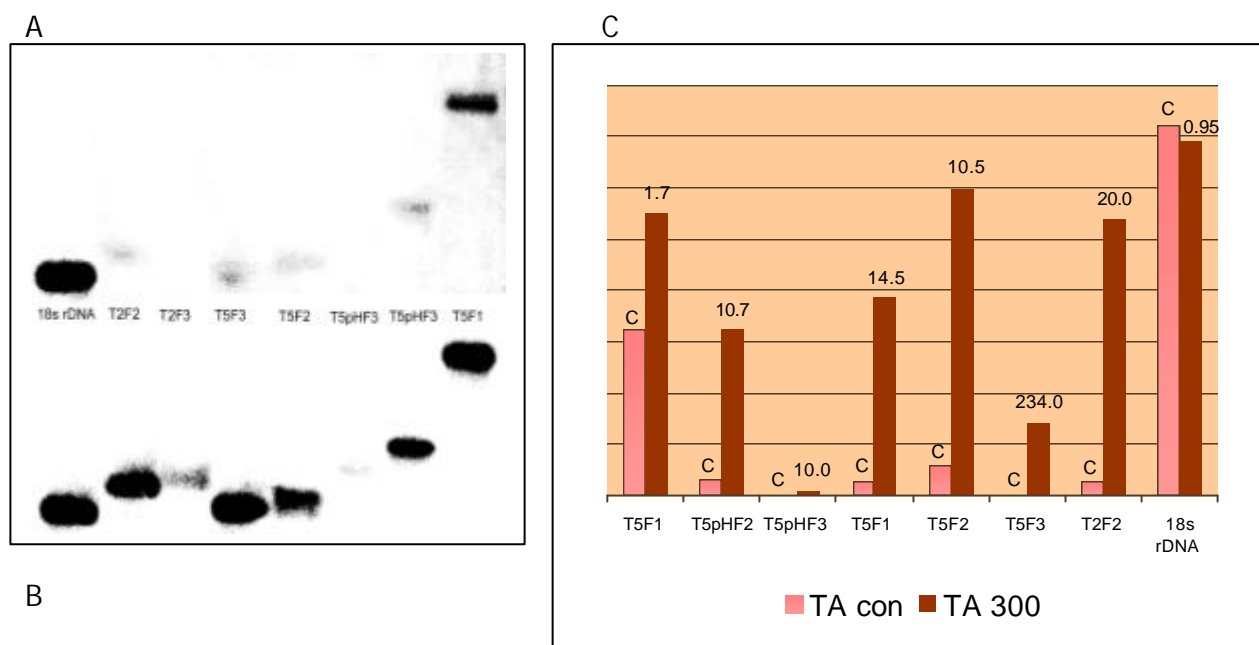 A
18s rDNA T2F2 T2F3 T5F3 T5F2 T5pHF3 T5pHF3 T5F1
B
C
C 1.7 C 10.7 C 10.0 C 14.5 C 10.5 C 234.0 C 20.0 C 0.95
T5F1 T5pHF2 T5pHF3 T5F1 T5F2 T5F3 T2F2 18s
rDNA
TA con TA 300